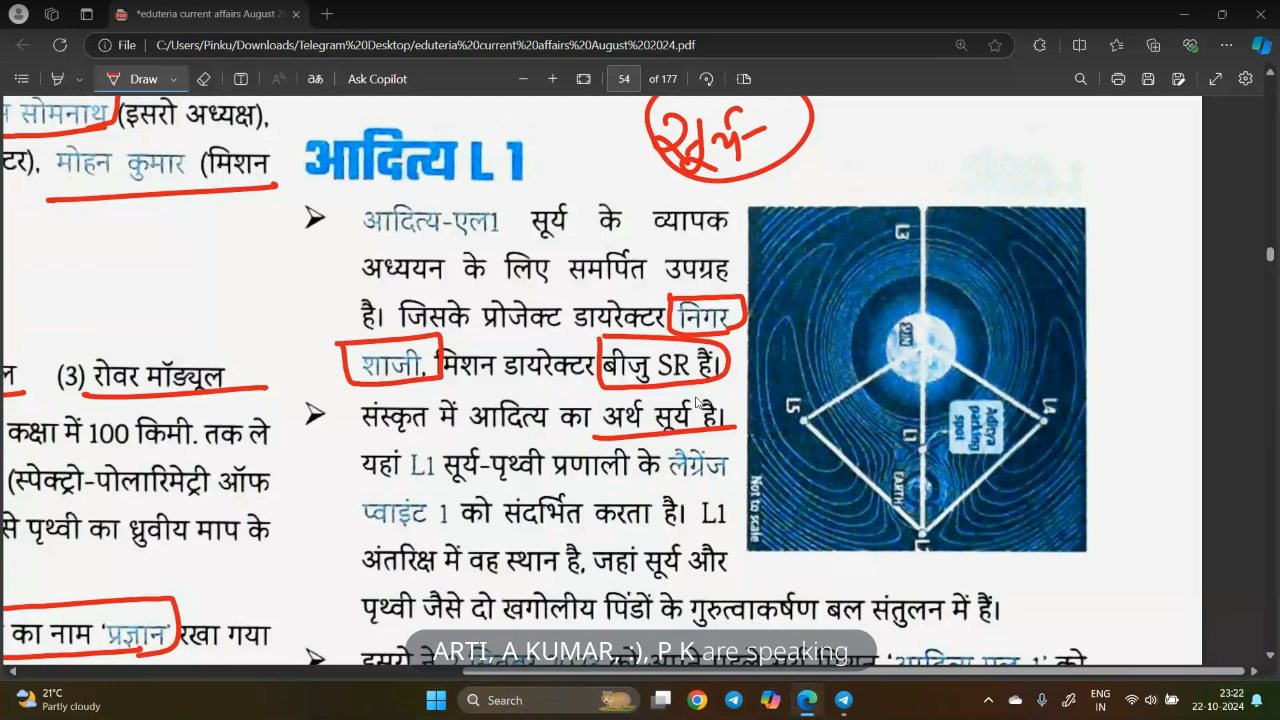 *eduteria current affairs August 2
File
C:/Users/Pinku/Downloads/Telegram%20Desktop/eduteria%20current%20affairs%20August%202024.pdf
Draw
Ask Copilot
54 of 177
सोमनाथ (इसरो अध्यक्ष),
टर), मोहन कुमार (मिशन
(3) रोवर मॉड्यूल
कक्षा में 100 किमी. तक ले
(स्पेक्ट्रो-पोलारिमेट्री ऑफ
से पृथ्वी का ध्रुवीय माप के
का नाम ‘प्रज्ञान’ रखा गया
सूर्य-
आदित्य L 1
आदित्य-एल1 सूर्य के व्यापक
अध्ययन के लिए समर्पित उपग्रह
है। जिसके प्रोजेक्ट डायरेक्टर निगर
शाजी, मिशन डायरेक्टर बीजु SR हैं।
संस्कृत में आदित्य का अर्थ सूर्य है।
यहां L1 सूर्य-पृथ्वी प्रणाली के लैग्रेंज
प्वाइंट 1 को संदर्भित करता है। L1
अंतरिक्ष में वह स्थान है, जहां सूर्य और
पृथ्वी जैसे दो खगोलीय पिंडों के गुरुत्वाकर्षण बल संतुलन में हैं।
L3
SUN
L5
L4
Aditya parking spot
L1
EARTH
L2
Not to scale
ARTI, A KUMAR, :), P K are speaking
21°C
Partly cloudy
Search
ENG
IN
23:22
22-10-2024